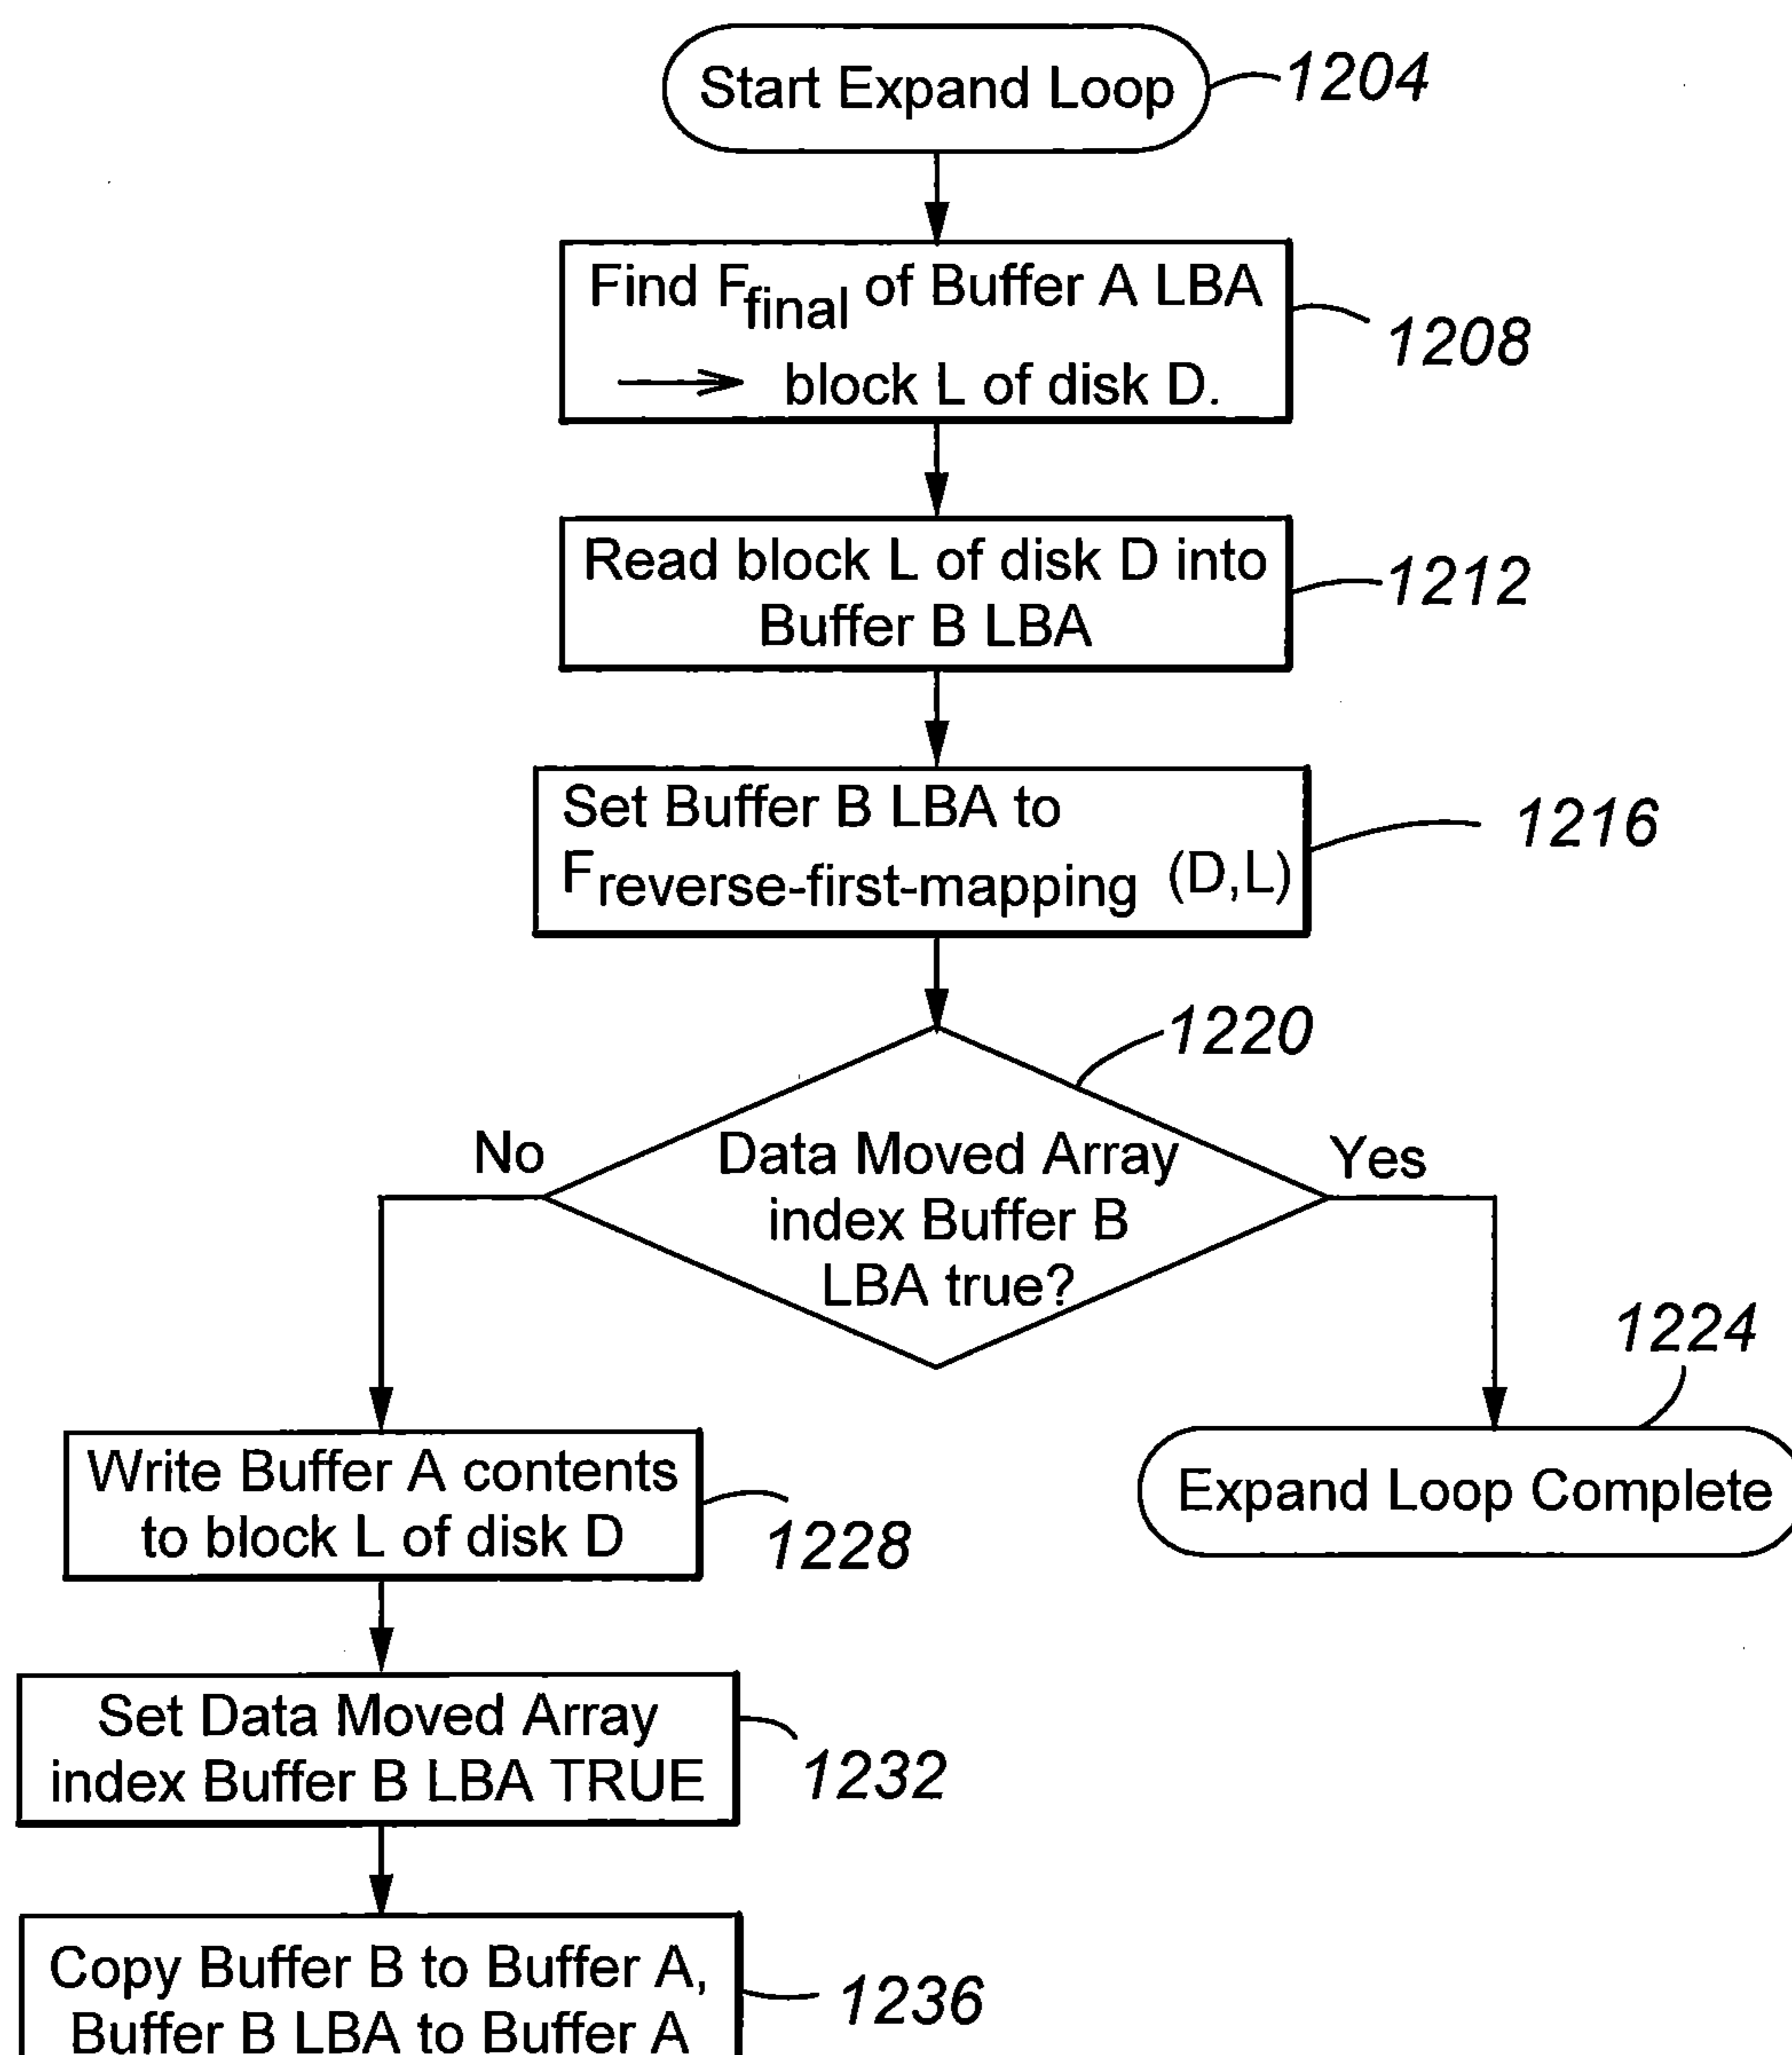 Start Expand Loop
1204
Find Ffinal of Buffer A LBA
→ block L of disk D.
1208
Read block L of disk D into
Buffer B LBA
1212
Set Buffer B LBA to
Freverse-first-mapping (D,L)
1216
1220
Data Moved Array
index Buffer B
LBA true?
No
Yes
1224
Expand Loop Complete
Write Buffer A contents
to block L of disk D
1228
Set Data Moved Array
index Buffer B LBA TRUE
1232
Copy Buffer B to Buffer A,
Buffer B LBA to Buffer A
1236